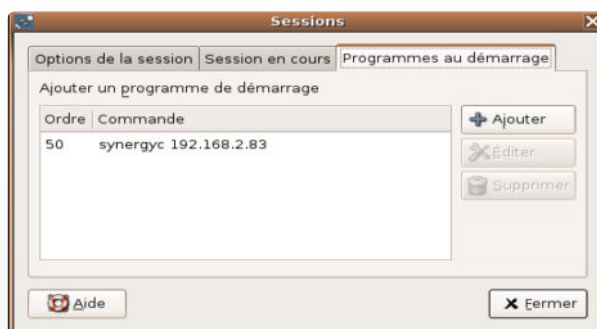 Sessions
Options de la session
Session en cours
Programmes au démarrage
Ajouter un programme de démarrage
Ordre
Commande
50
synergyc 192.168.2.83
Ajouter
Éditer
Supprimer
Aide
Fermer